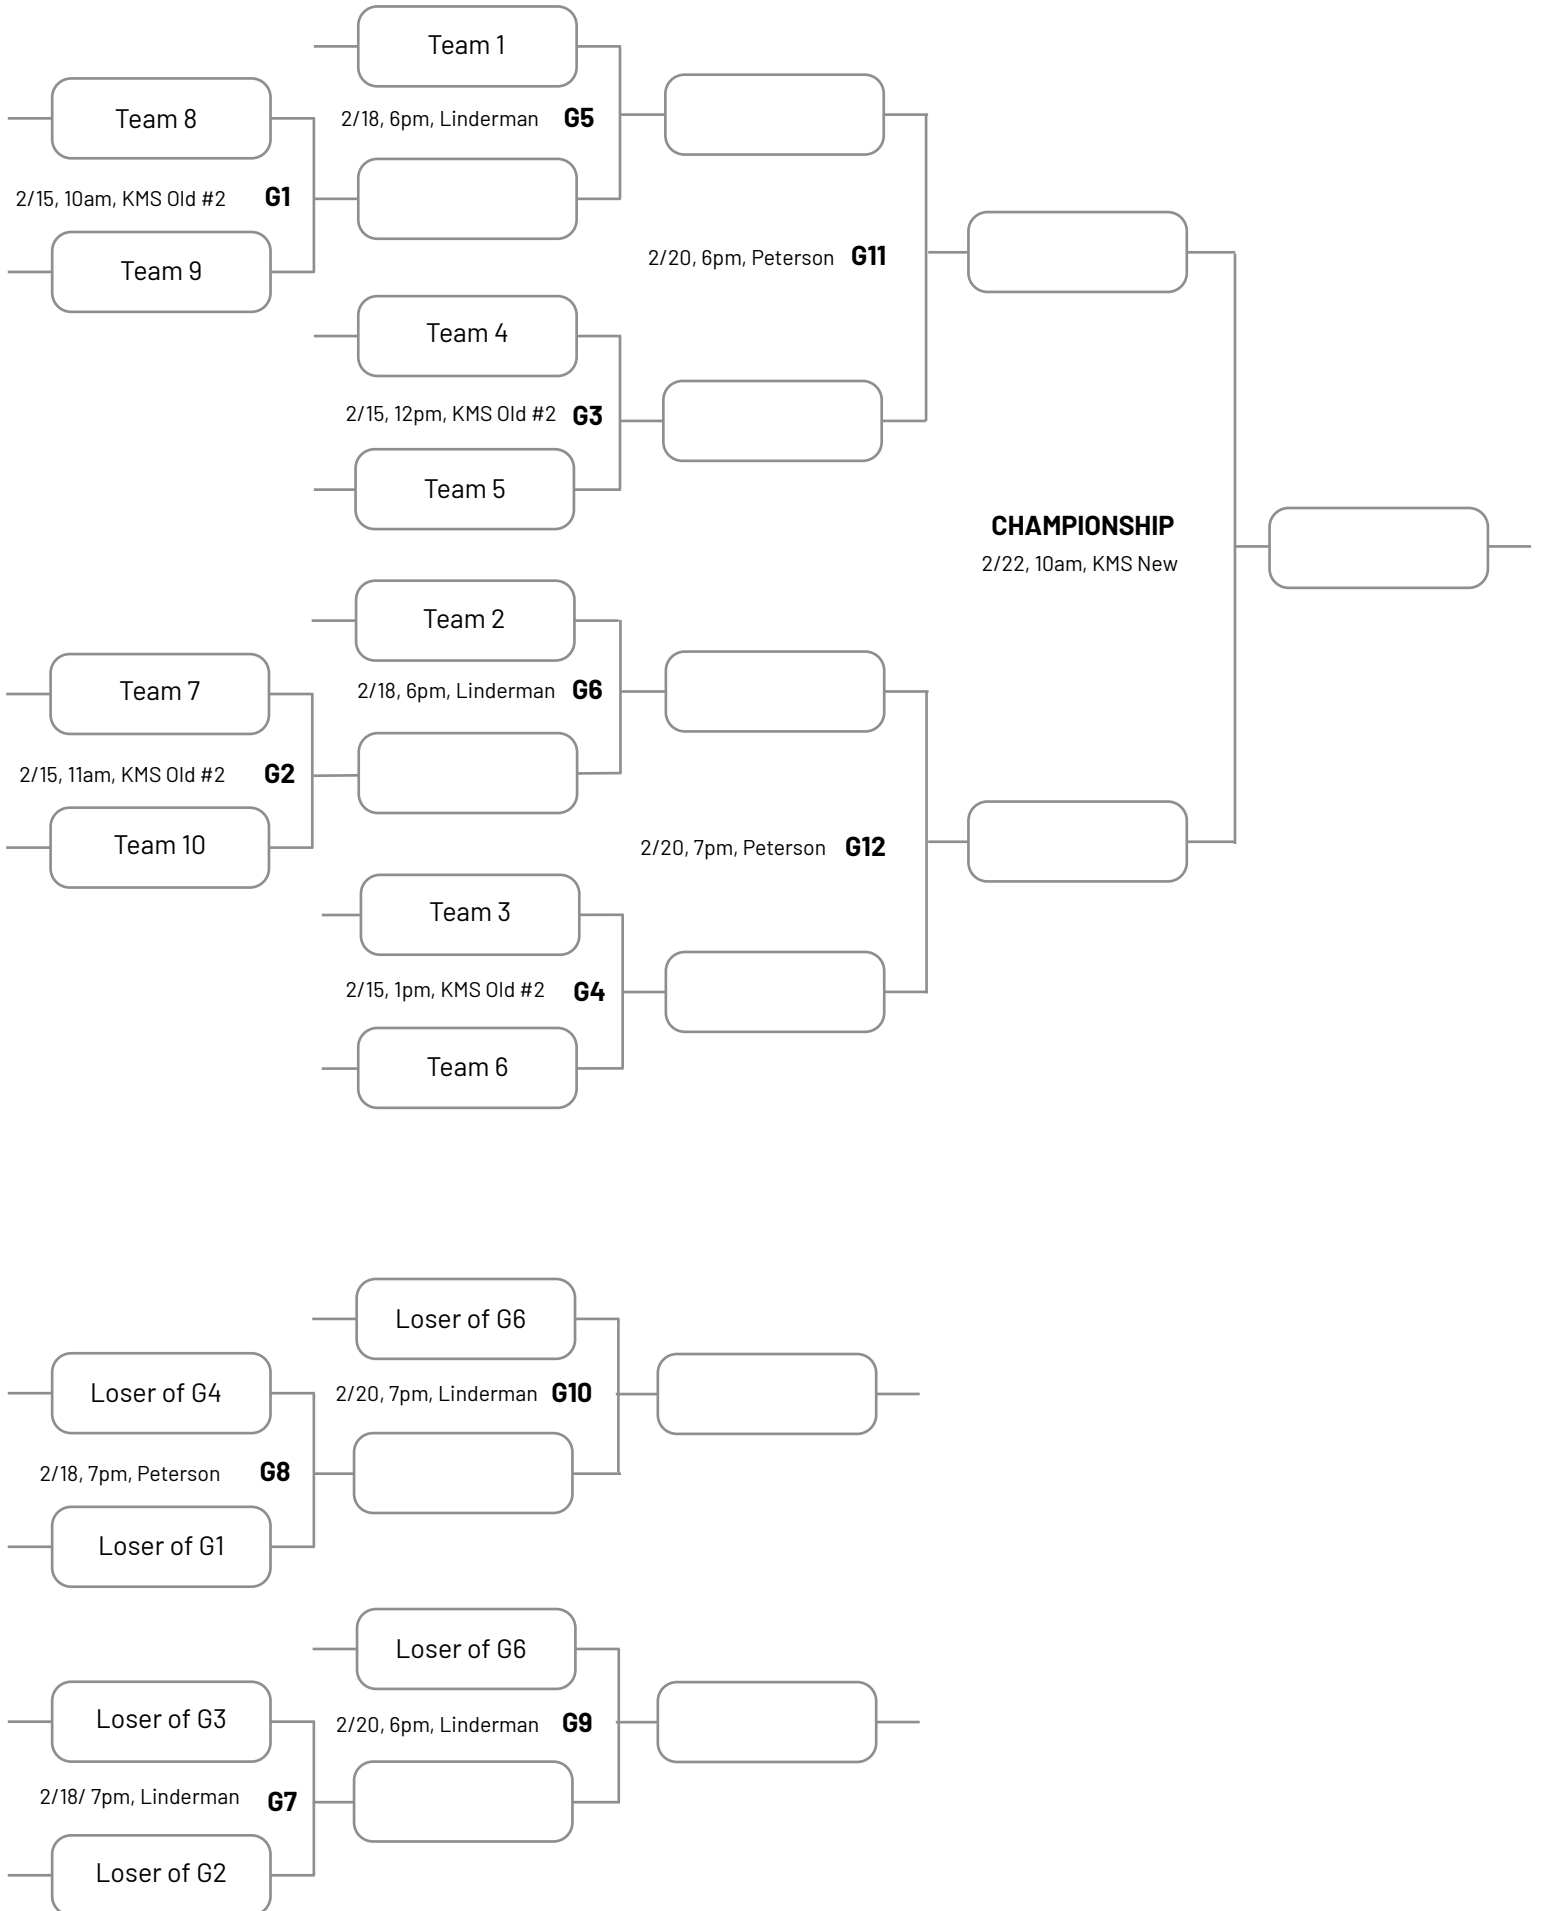 Team 1
Team 8
2/18, 6pm, Linderman G5
2/15, 10am, KMS Old #2 G1
Team 9
2/20, 6pm, Peterson G11
Team 4
2/15, 12pm, KMS Old #2 G3
Team 5
CHAMPIONSHIP
2/22, 10am, KMS New
Team 2
Team 7
2/18, 6pm, Linderman G6
2/15, 11am, KMS Old #2 G2
Team 10
2/20, 7pm, Peterson G12
Team 3
2/15, 1pm, KMS Old #2 G4
Team 6
Loser of G6
Loser of G4
2/20, 7pm, Linderman G10
2/18, 7pm, Peterson G8
Loser of G1
Loser of G6
Loser of G3
2/20, 6pm, Linderman G9
2/18/ 7pm, Linderman G7
Loser of G2